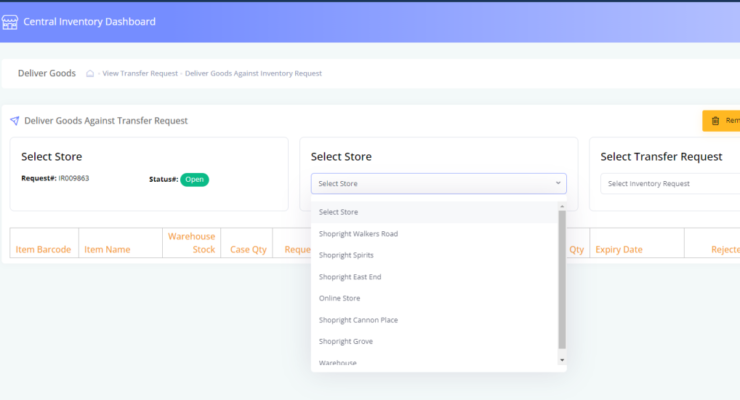 Central Inventory Dashboard
Deliver Goods - View Transfer Request - Deliver Goods Against Inventory Request
Deliver Goods Against Transfer Request
Rem
Select Store
Request#: IR009863
Status#: Open
Select Store
Select Store
Select Store
Shopright Walkers Road
Shopright Spirits
Shopright East End
Online Store
Shopright Cannon Place
Shopright Grove
Warehouse
Select Transfer Request
Select Inventory Request
Item Barcode
Item Name
Warehouse
Stock
Case Qty
Reque
Qty
Expiry Date
Rejecte